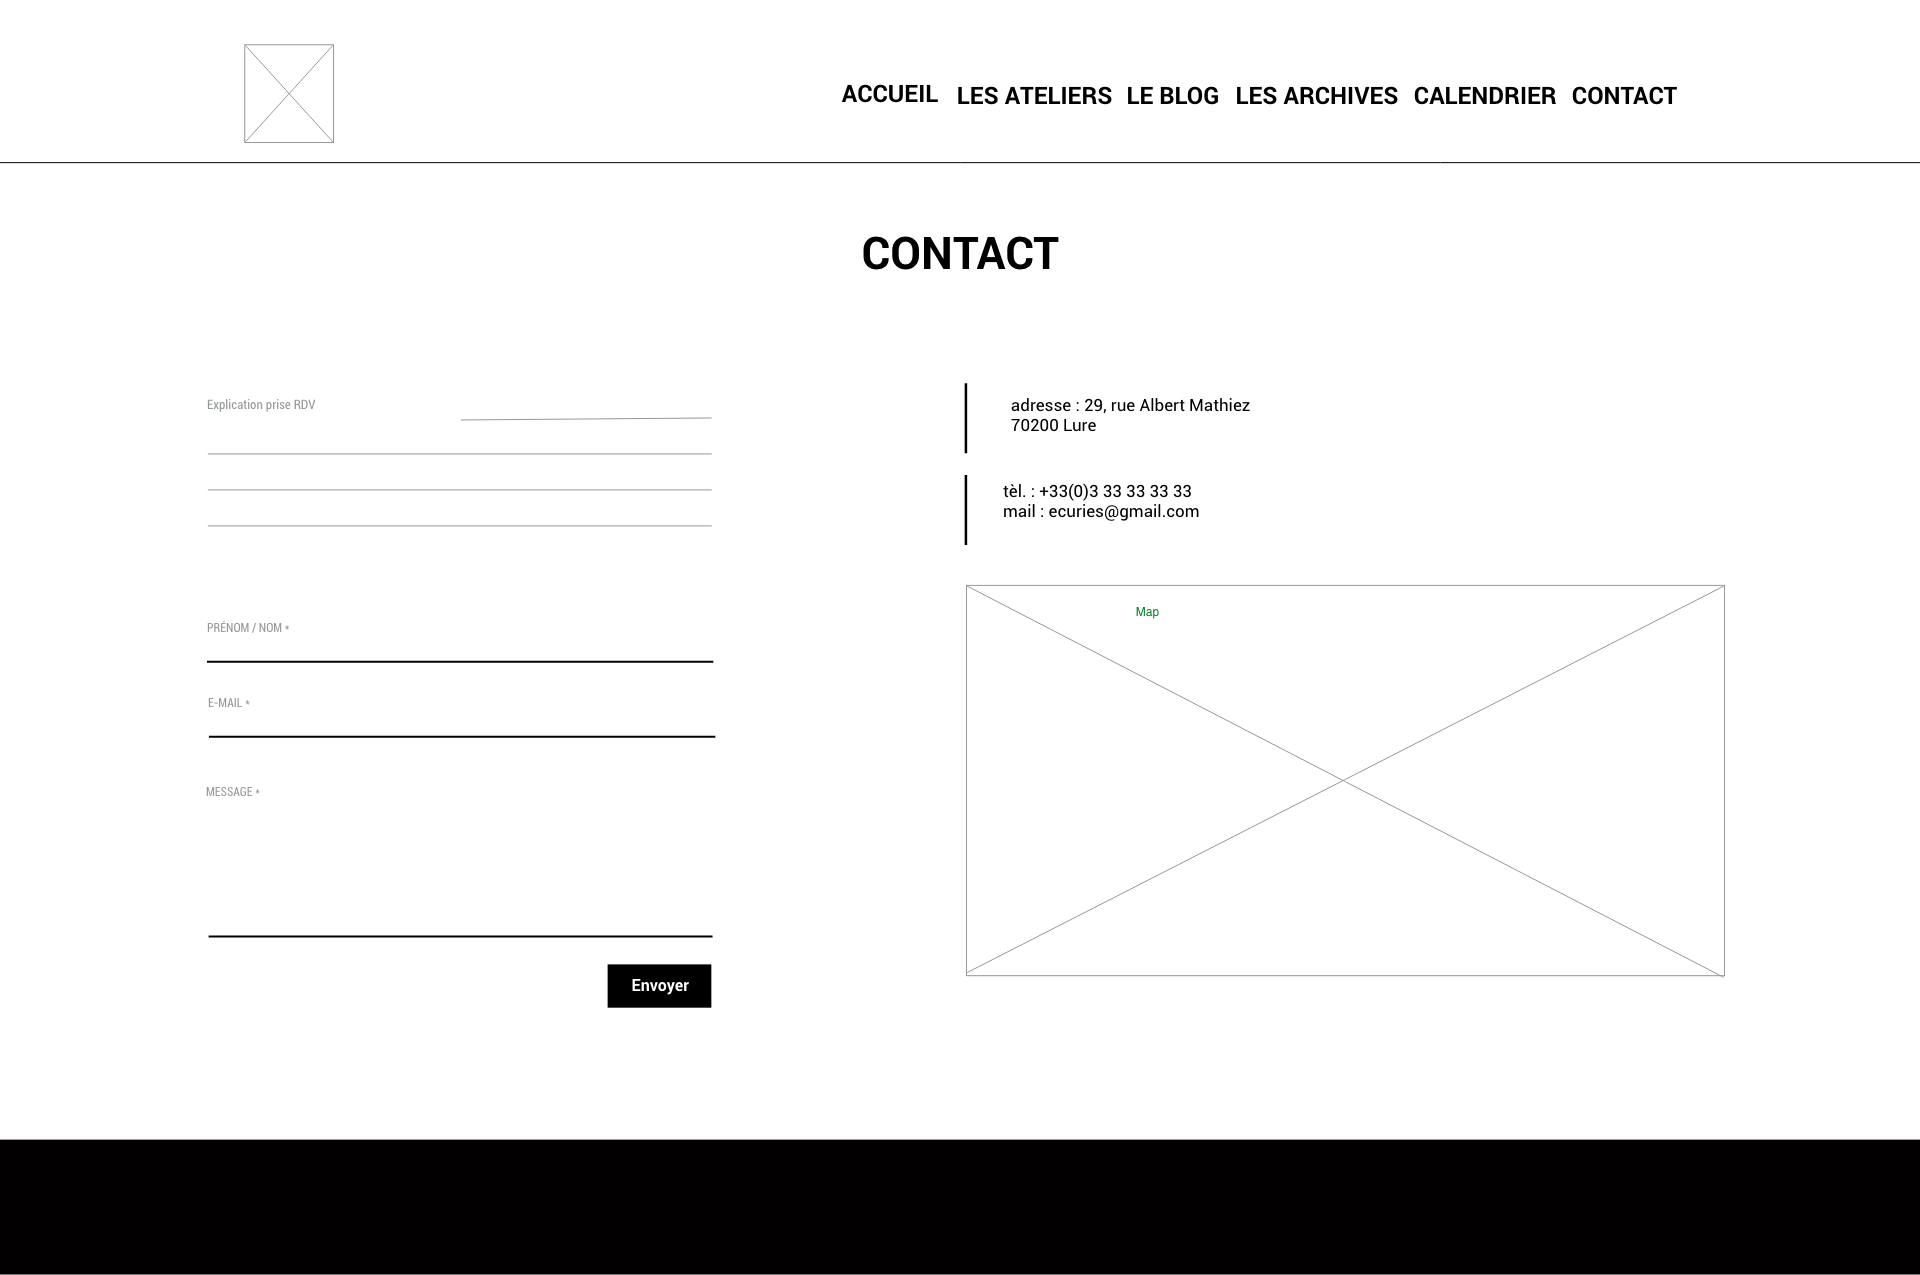 ACCUEIL LES ATELIERS LE BLOG LES ARCHIVES CALENDRIER CONTACT
CONTACT
Explication prise RDV
PRÉNOM / NOM *
E-MAIL *
MESSAGE *
Envoyer
adresse : 29, rue Albert Mathiez
70200 Lure
tèl. : +33(0)3 33 33 33 33
mail : ecuries@gmail.com
Map